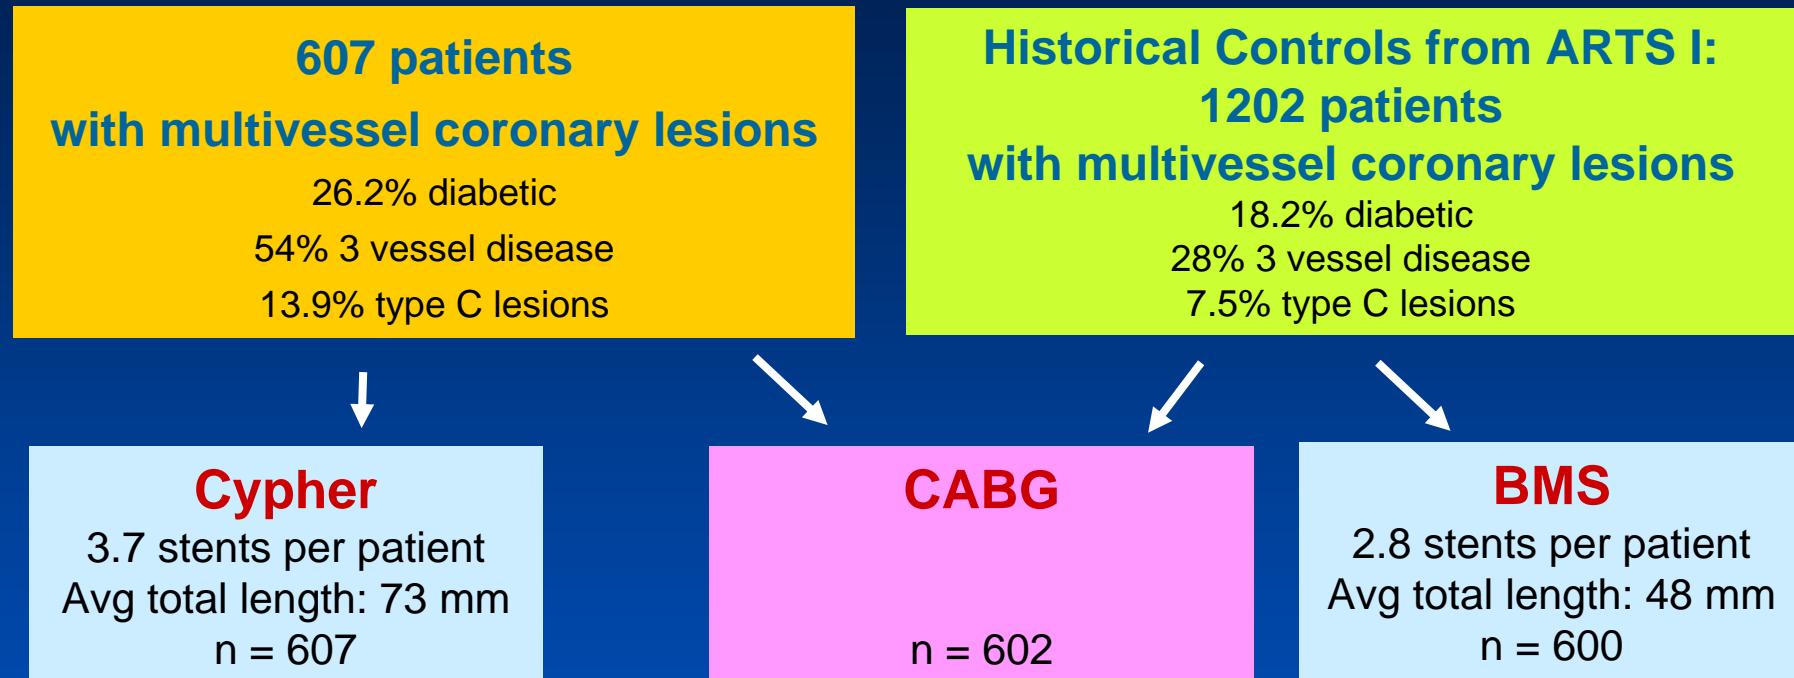 607 patients
with multivessel coronary lesions
26.2% diabetic
54% 3 vessel disease
13.9% type C lesions
Historical Controls from ARTS I:
1202 patients
with multivessel coronary lesions
18.2% diabetic
28% 3 vessel disease
7.5% type C lesions
Cypher
3.7 stents per patient
Avg total length: 73 mm
n = 607
CABG
n = 602
BMS
2.8 stents per patient
Avg total length: 48 mm
n = 600